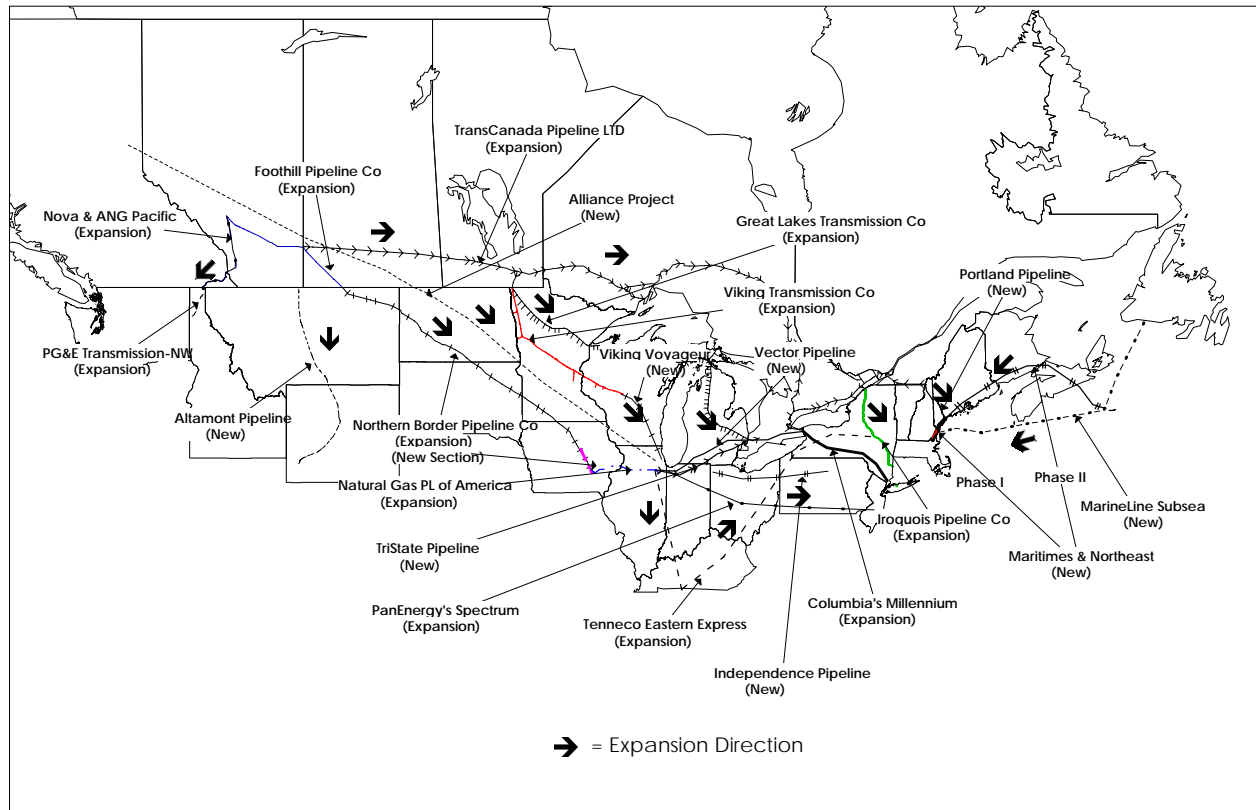 TransCanada Pipeline LTD
(Expansion)
Foothill Pipeline Co
(Expansion)
Alliance Project
(New)
Nova & ANG Pacific
(Expansion)
Great Lakes Transmission Co
(Expansion)
Portland Pipeline
(New)
Viking Transmission Co
(Expansion)
PG&E Transmission-NW
(Expansion)
Viking Voyageur
(New)
Vector Pipeline
(New)
Altamont Pipeline
(New)
Northern Border Pipeline Co
(Expansion)
(New Section)
Natural Gas PL of America
(Expansion)
Phase I
Phase II
MarineLine Subsea
(New)
Iroquois Pipeline Co
(Expansion)
TriState Pipeline
(New)
Maritimes & Northeast
(New)
PanEnergy's Spectrum
(Expansion)
Tenneco Eastern Express
(Expansion)
Columbia's Millennium
(Expansion)
Independence Pipeline
(New)
= Expansion Direction